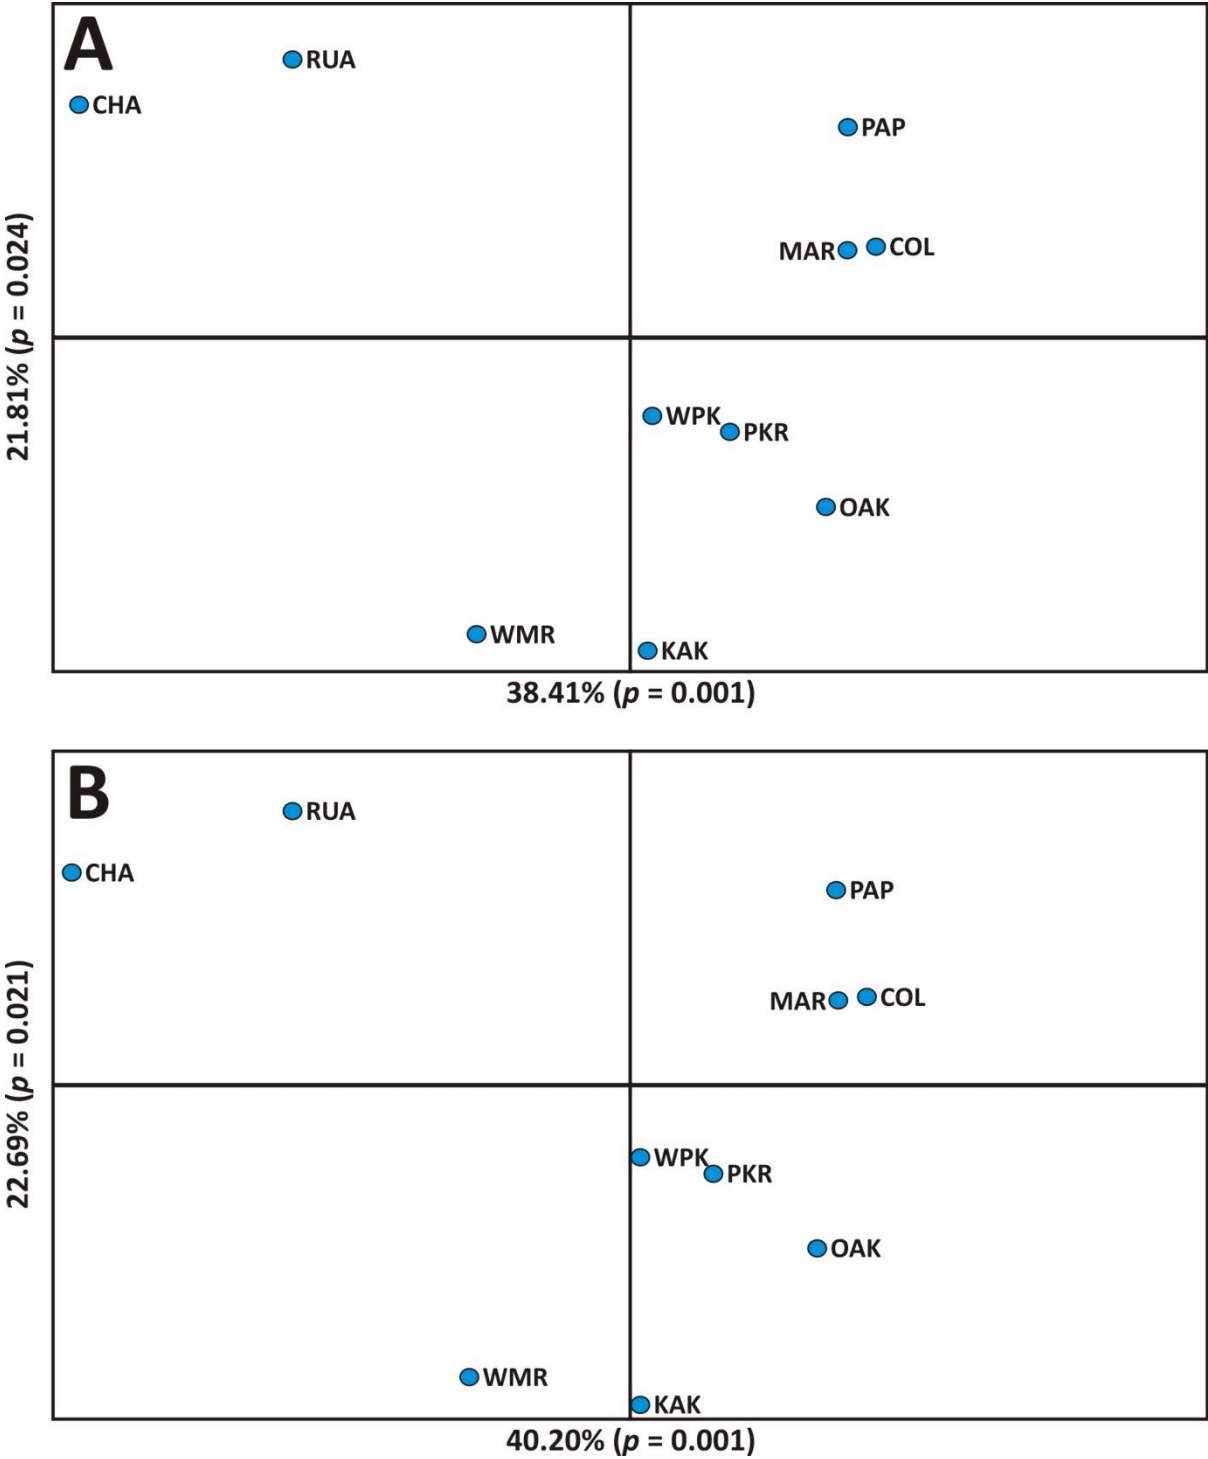 A
RUA
CHA
PAP
MAR
COL
21.81% (p = 0.024)
WPK
PKR
OAK
WMR
KAK
38.41% (p = 0.001)
B
RUA
CHA
PAP
MAR
COL
22.69% (p = 0.021)
WPK
PKR
OAK
WMR
KAK
40.20% (p = 0.001)